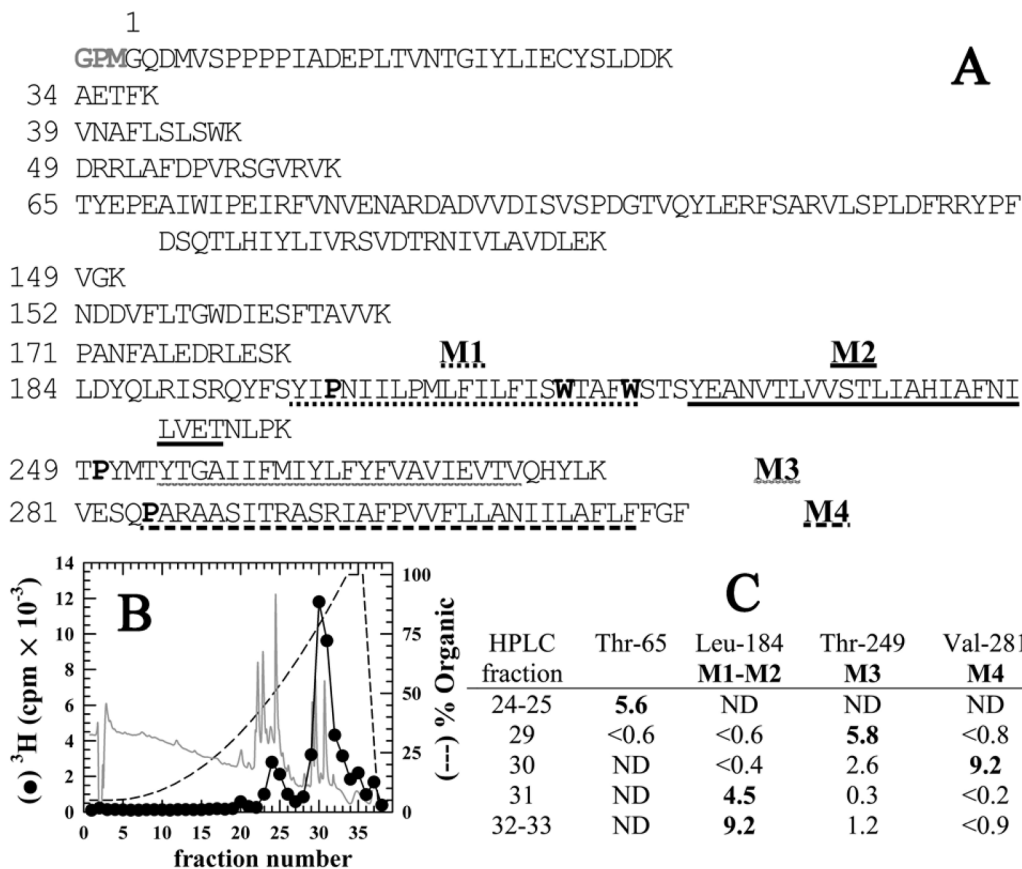 1
GPMGQDMVSPPPPIADEPLTVNTGIYLIECYSLDDK
A
34 AETFK
39 VNAFLSLSWK
49 DRRLAFDPVRSGVRVK
65 TYEPEAIWIPEIRFVNVENARDADVVDISVSPDGTVQYLERFSARVLSPLDFRRYPF
DSQTLHIYLIVRSVDTRNIVLAVDLEK
149 VGK
152 NDDVFLTGWDIESFTAVVK
171 PANFALEDRLESK
M1 M2
184 LDYQLRISRQYFSYIPNIILPMLFILFISWTAFWSTSYEANVTLVVSTLIAHIAFNI
LVETNLPK
249 TPYMTYTGAIIFMIYLFYFVAVIEVTVQHYLK M3
281 VESQPARAASITRASRIAFPVVFLLANIILAFLFFGF M4
B
(●) ³H (cpm × 10⁻³)
14
12
10
8
6
4
2
0
100
75
50
25
0
(---) % Organic
0 5 10 15 20 25 30 35
fraction number
C
HPLC Thr-65 Leu-184 Thr-249 Val-281
fraction M1-M2 M3 M4
24-25 5.6 ND ND ND
29 <0.6 <0.6 5.8 <0.8
30 ND <0.4 2.6 9.2
31 ND 4.5 0.3 <0.2
32-33 ND 9.2 1.2 <0.9